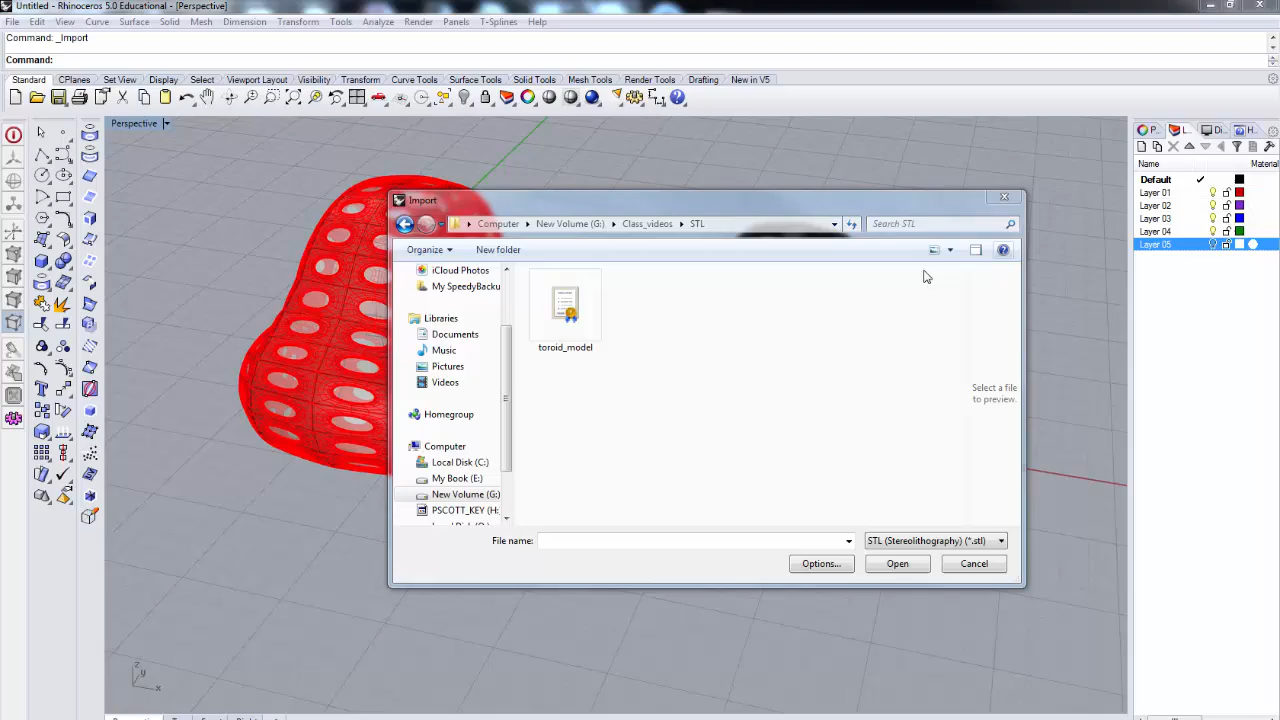 Untitled - Rhinoceros 5.0 Educational - [Perspective]
File Edit View Curve Surface Solid Mesh Dimension Transform Tools Analyze Render Panels T-Splines Help
Command: _Import
Command:
Standard CPlanes Set View Display Select Viewport Layout Visibility Transform Curve Tools Surface Tools Solid Tools Mesh Tools Render Tools Drafting New in V5
Perspective
P... L... Di... H...
Name Material
Default
Layer 01
Layer 02
Layer 03
Layer 04
Layer 05
Import
Computer New Volume (G:) Class_videos STL
Search STL
Organize New folder
iCloud Photos
My SpeedyBacku
Libraries
Documents
Music
Pictures
Videos
Homegroup
Computer
Local Disk (C:)
My Book (E:)
New Volume (G:)
PSCOTT_KEY (H:
toroid_model
Select a file
to preview.
File name:
STL (Stereolithography) (*.stl)
Options... Open Cancel
z
y
x